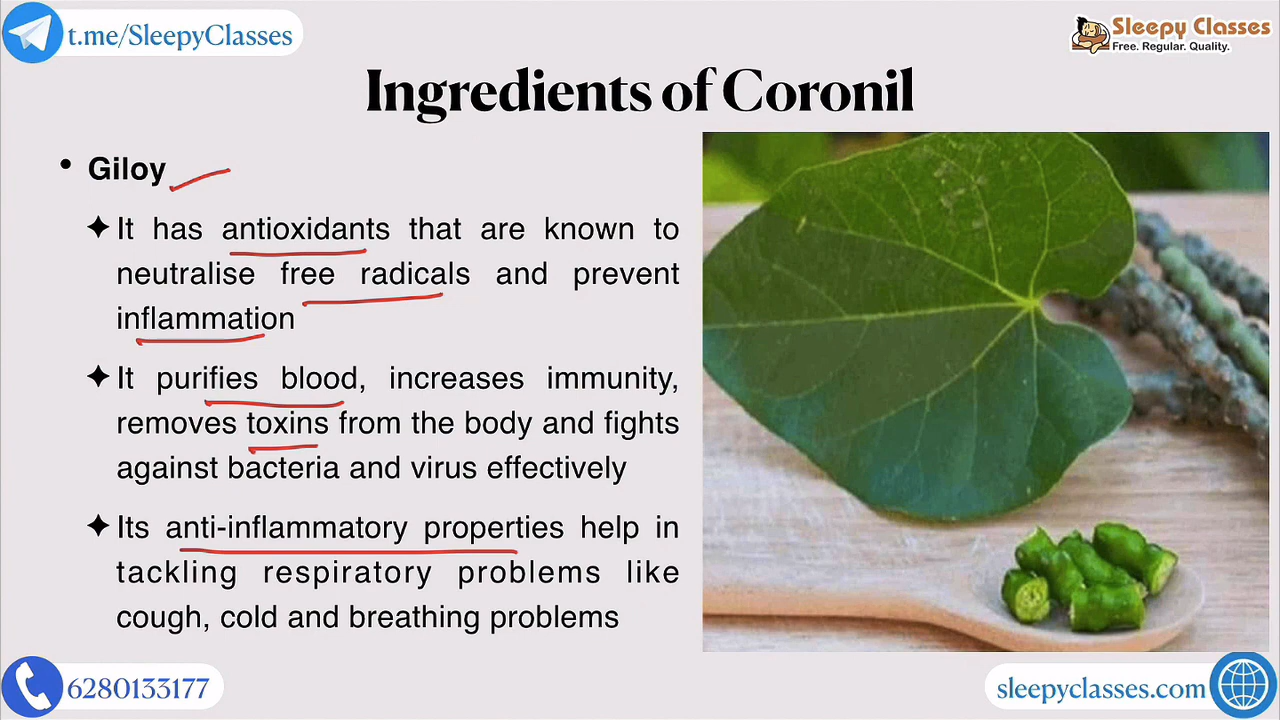 t.me/SleepyClasses
Sleepy Classes
Free. Regular. Quality.
Ingredients of Coronil
• Giloy
✦ It has antioxidants that are known to
neutralise free radicals and prevent
inflammation
✦ It purifies blood, increases immunity,
removes toxins from the body and fights
against bacteria and virus effectively
✦ Its anti-inflammatory properties help in
tackling respiratory problems like
cough, cold and breathing problems
6280133177
sleepyclasses.com